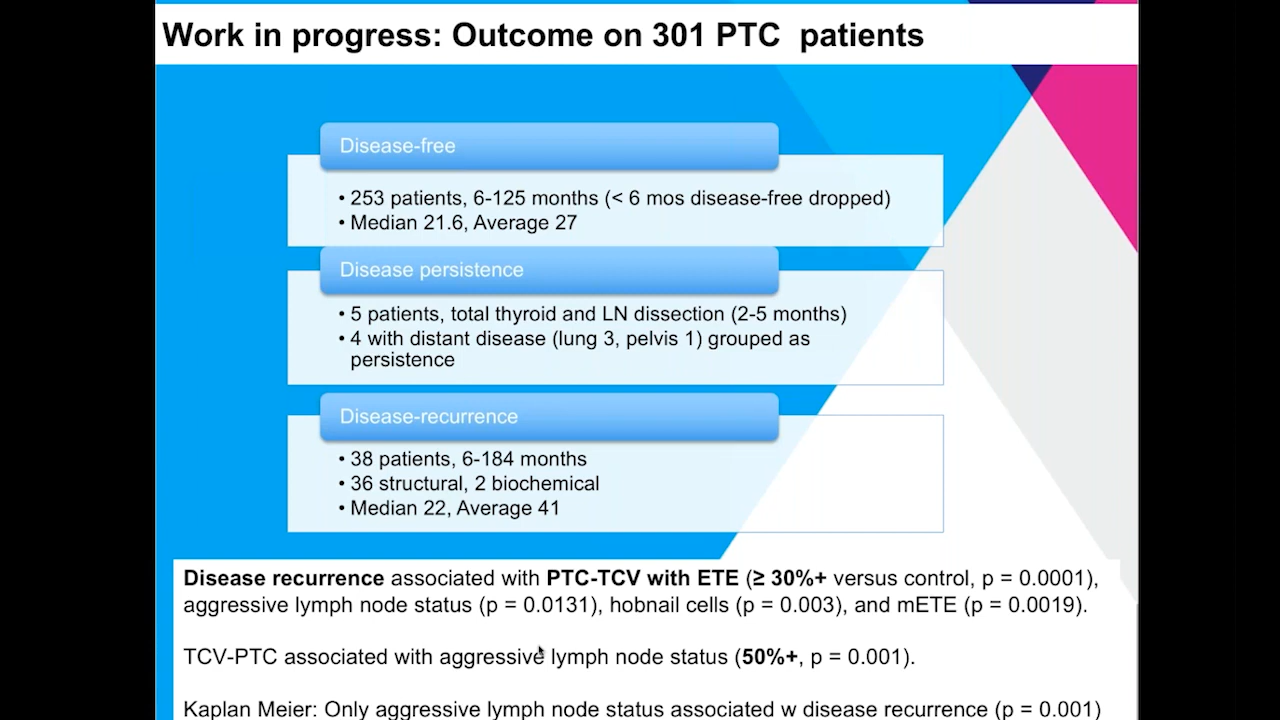 Work in progress: Outcome on 301 PTC  patients
Disease-free
• 253 patients, 6-125 months (< 6 mos disease-free dropped)
• Median 21.6, Average 27
Disease persistence
• 5 patients, total thyroid and LN dissection (2-5 months)
• 4 with distant disease (lung 3, pelvis 1) grouped as
persistence
Disease-recurrence
• 38 patients, 6-184 months
• 36 structural, 2 biochemical
• Median 22, Average 41
Disease recurrence associated with PTC-TCV with ETE (≥ 30%+ versus control, p = 0.0001),
aggressive lymph node status (p = 0.0131), hobnail cells (p = 0.003), and mETE (p = 0.0019).
TCV-PTC associated with aggressive lymph node status (50%+, p = 0.001).
Kaplan Meier: Only aggressive lymph node status associated w disease recurrence (p = 0.001)